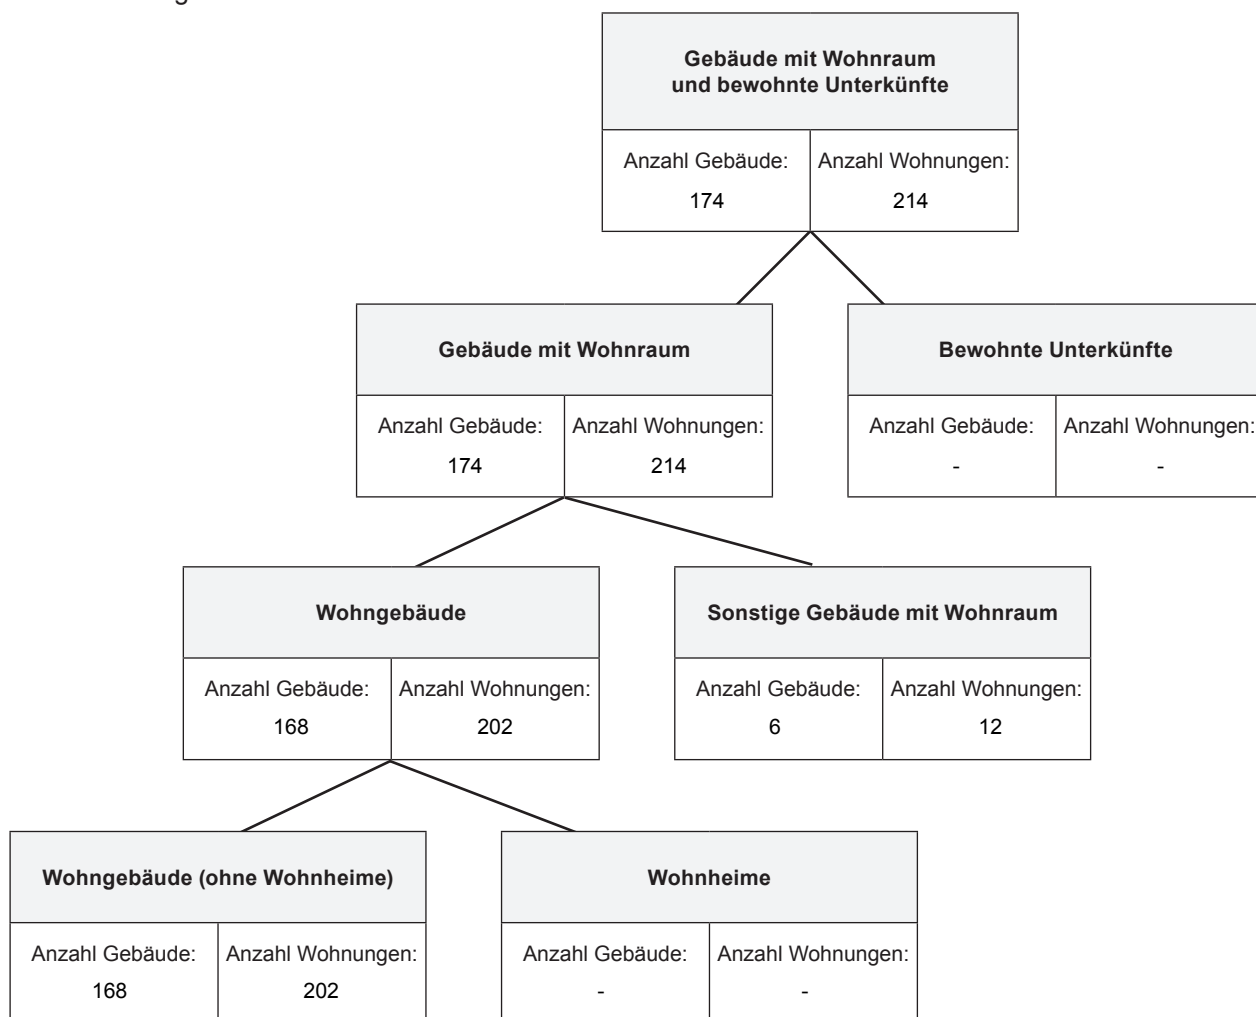 Gebäude mit Wohnraum
und bewohnte Unterkünfte
Anzahl Gebäude: Anzahl Wohnungen:
174 214
Gebäude mit Wohnraum
Anzahl Gebäude: Anzahl Wohnungen:
174 214
Bewohnte Unterkünfte
Anzahl Gebäude: Anzahl Wohnungen:
- -
Wohngebäude
Anzahl Gebäude: Anzahl Wohnungen:
168 202
Sonstige Gebäude mit Wohnraum
Anzahl Gebäude: Anzahl Wohnungen:
6 12
Wohngebäude (ohne Wohnheime)
Anzahl Gebäude: Anzahl Wohnungen:
168 202
Wohnheime
Anzahl Gebäude: Anzahl Wohnungen:
- -